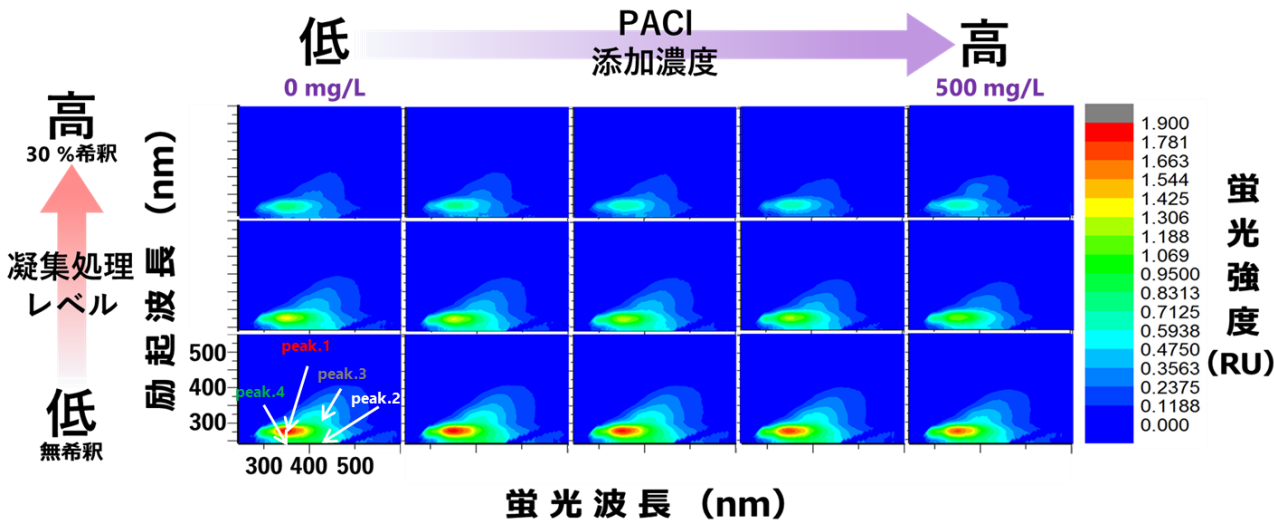 低
PACl
添加濃度
高
0 mg/L
500 mg/L
高
30 %希釈
凝集処理
レベル
低
無希釈
励起波長 (nm)
500
400
300
peak.1
peak.3
peak.4
peak.2
300 400 500
蛍光波長 (nm)
1.900
1.781
1.663
1.544
1.425
1.306
1.188
1.069
0.9500
0.8313
0.7125
0.5938
0.4750
0.3563
0.2375
0.1188
0.000
蛍光強度
(RU)